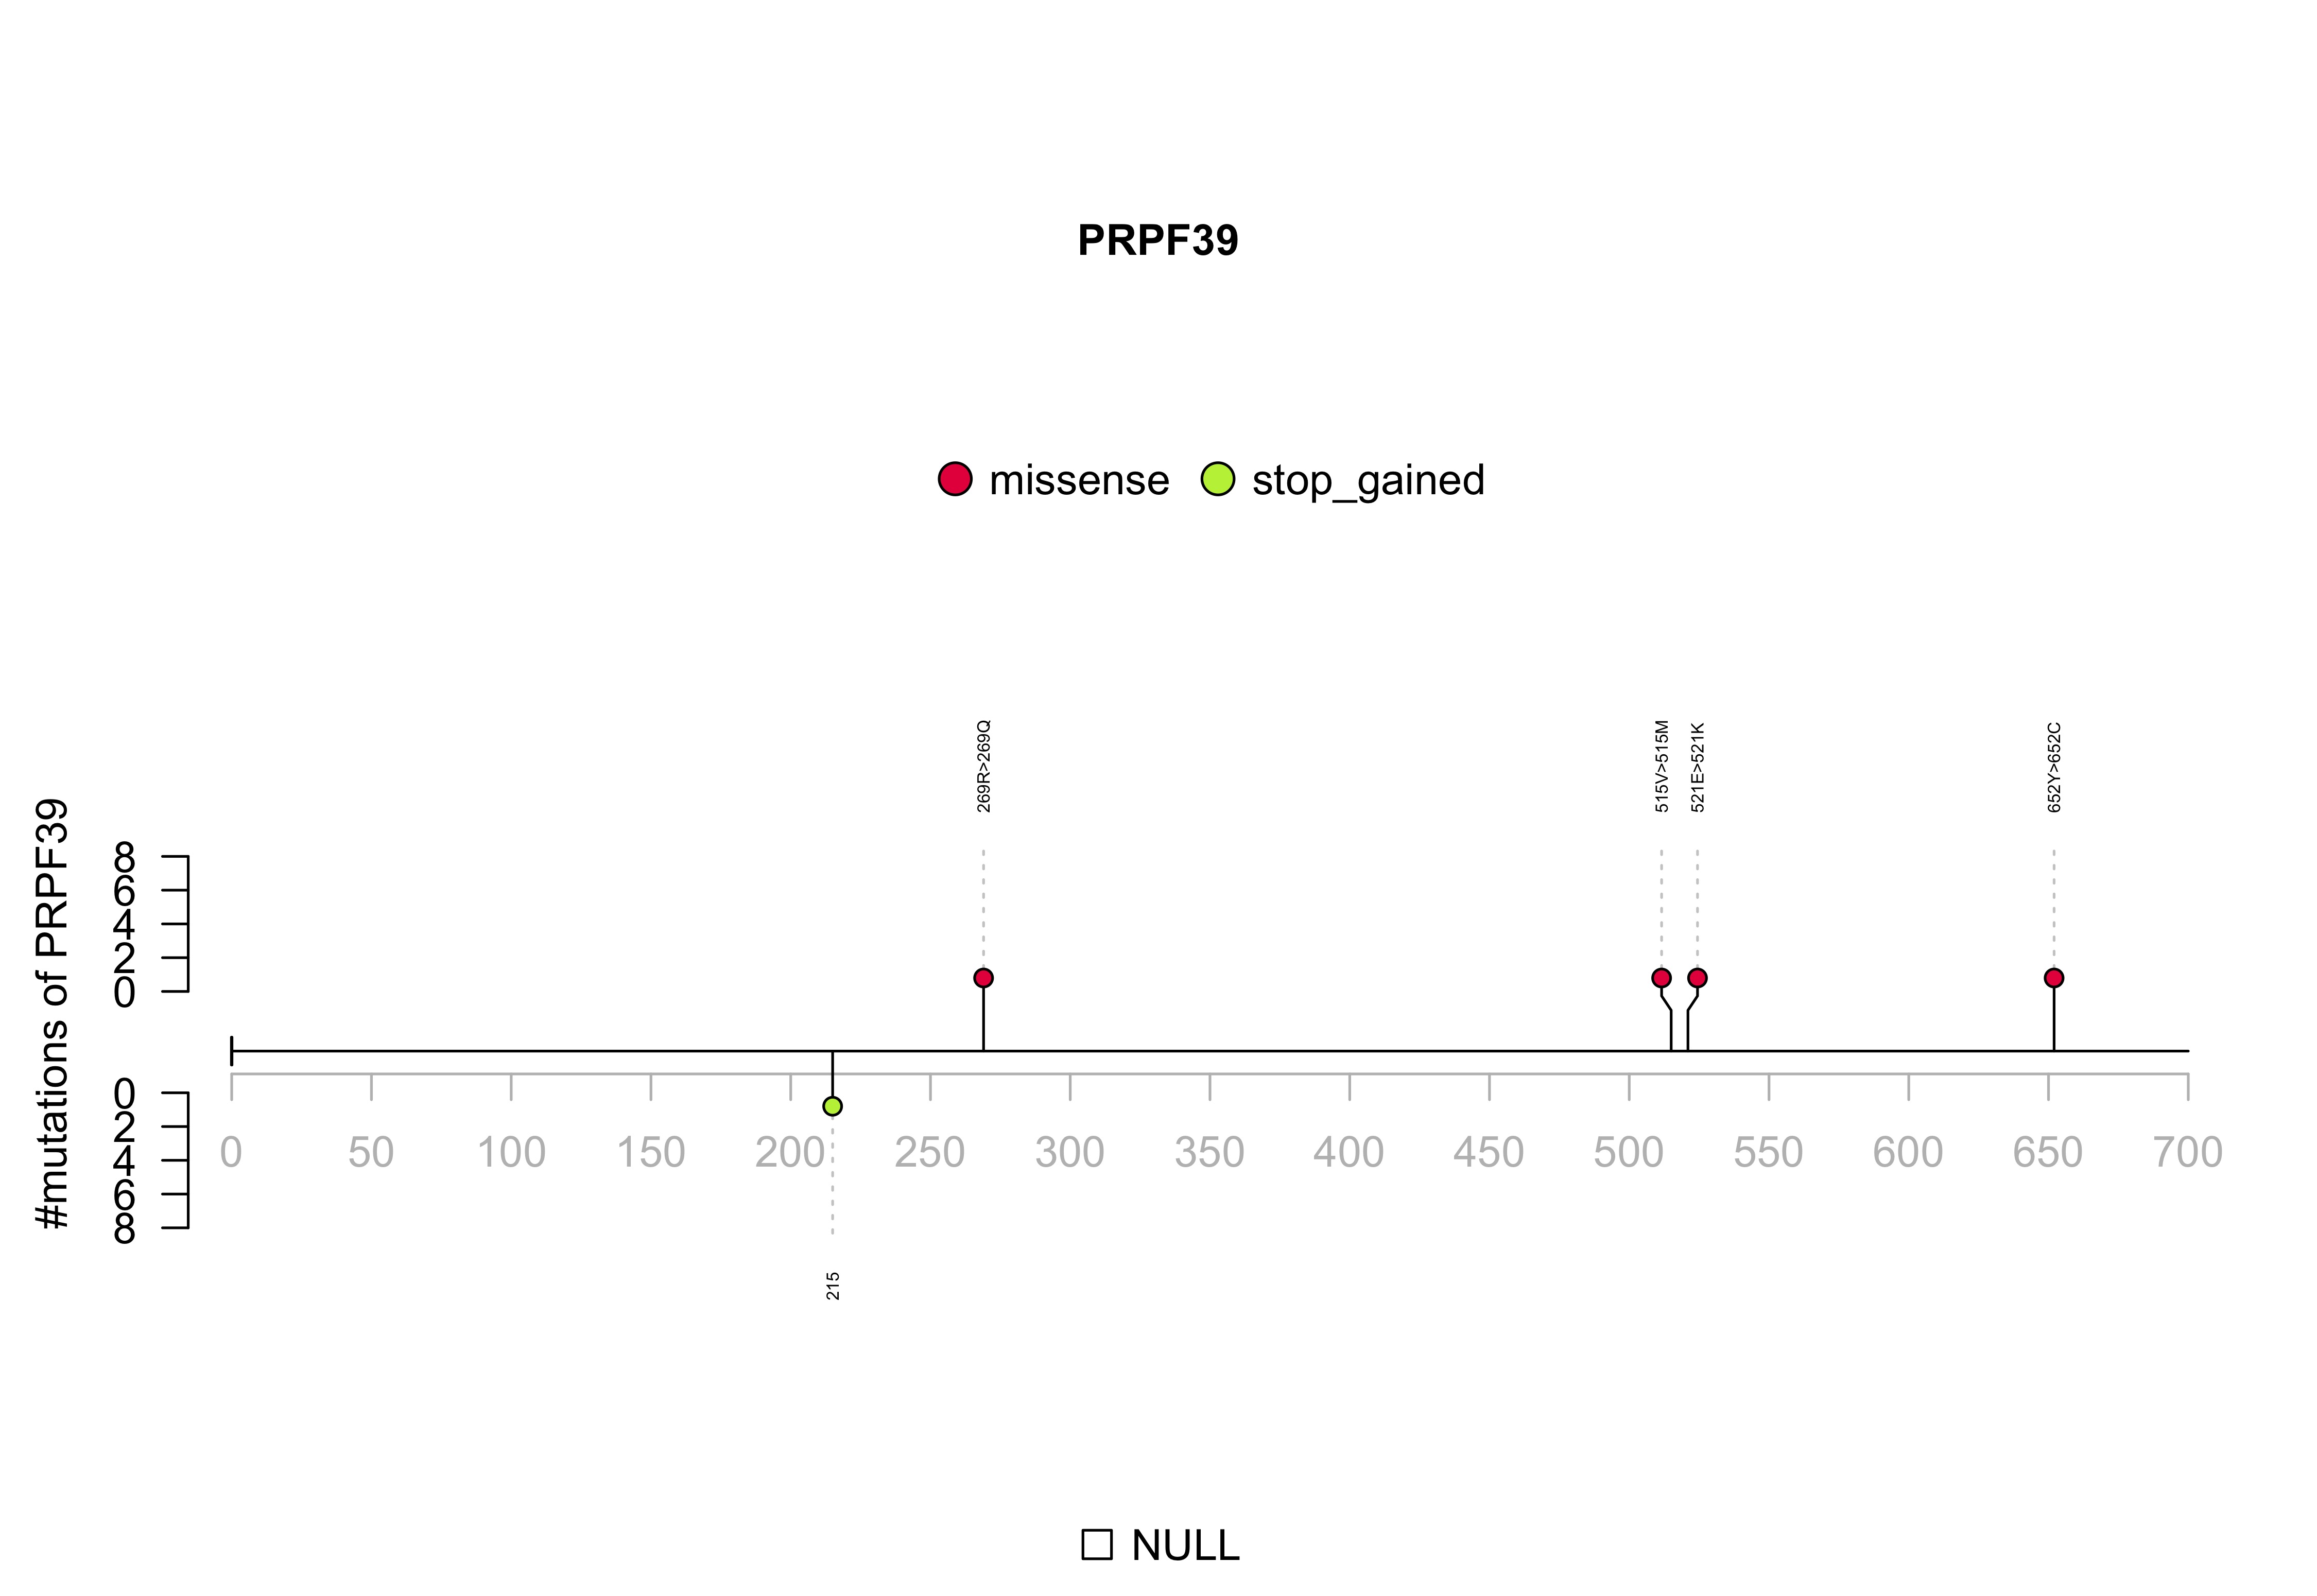 PRPF39
missense
stop_gained
269R>269Q
515V>515M
521E>521K
652Y>652C
#mutations of PRPF39
8
6
4
2
0
0
2
4
6
8
0 50 100 150 200 250 300 350 400 450 500 550 600 650 700
215
NULL